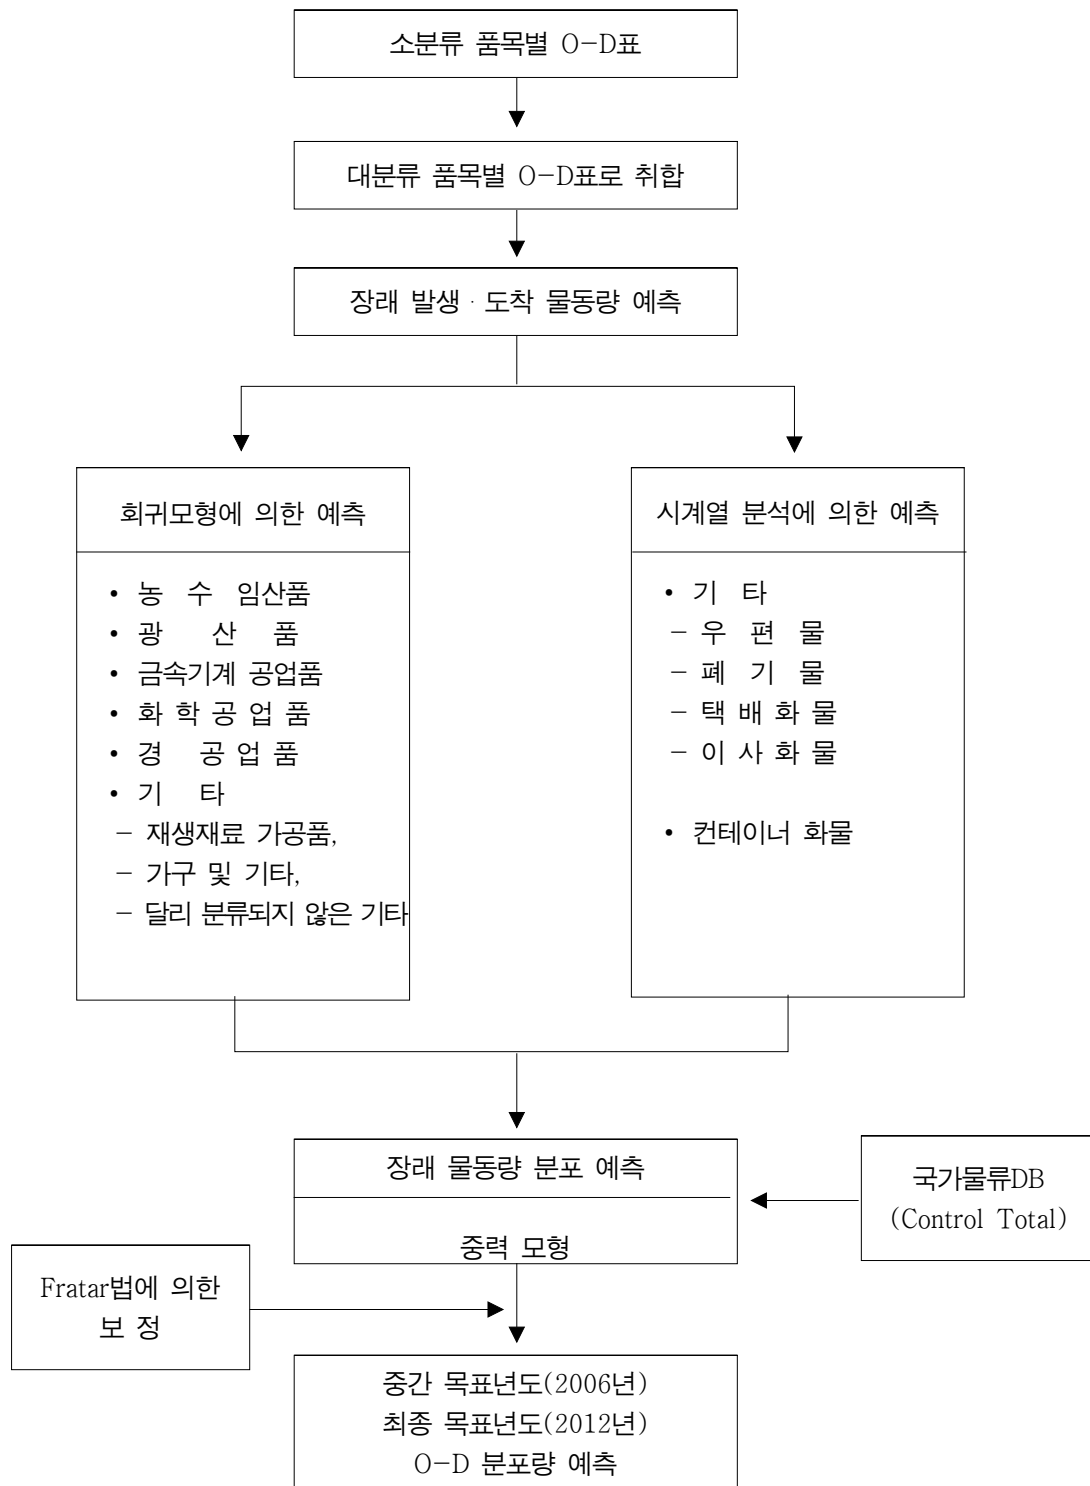 소분류 품목별 O-D표
대분류 품목별 O-D표로 취합
장래 발생·도착 물동량 예측
회귀모형에 의한 예측
• 농 수 임산품
• 광 산 품
• 금속기계 공업품
• 화 학 공 업 품
• 경 공 업 품
• 기 타
- 재생재료 가공품,
- 가구 및 기타,
- 달리 분류되지 않은 기타
시계열 분석에 의한 예측
• 기 타
- 우 편 물
- 폐 기 물
- 택 배 화 물
- 이 사 화 물
• 컨테이너 화물
장래 물동량 분포 예측
중력 모형
국가물류DB
(Control Total)
Fratar법에 의한
보 정
중간 목표년도(2006년)
최종 목표년도(2012년)
O-D 분포량 예측